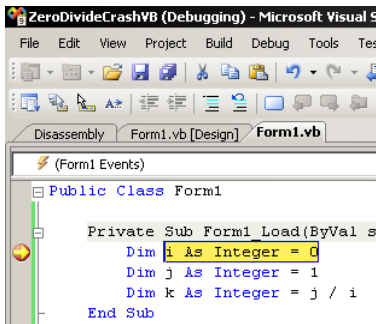 ZeroDivideCrashVB (Debugging) - Microsoft Visual S
File Edit View Project Build Debug Tools Tes
Disassembly Form1.vb [Design] Form1.vb
(Form1 Events)
Public Class Form1
Private Sub Form1_Load(ByVal s
Dim i As Integer = 0
Dim j As Integer = 1
Dim k As Integer = j / i
End Sub